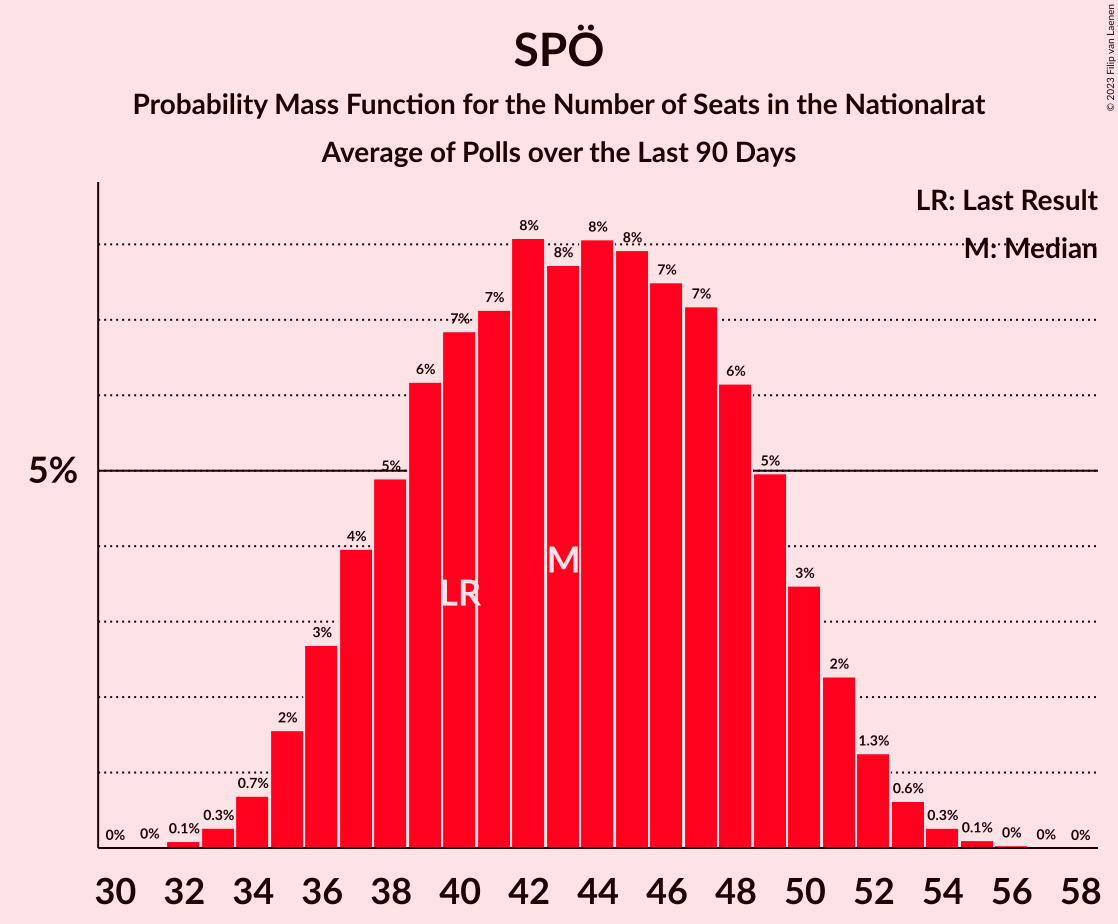 SPÖ
Probability Mass Function for the Number of Seats in the Nationalrat
Average of Polls over the Last 90 Days
© 2023 Filip van Laenen
LR: Last Result
M: Median
5%
0% 0% 0.1% 0.3% 0.7% 2% 3% 4% 5% 6% 7% 7% 8% 8% 8% 8% 7% 7% 6% 5% 3% 2% 1.3% 0.6% 0.3% 0.1% 0% 0% 0%
M
LR
30 32 34 36 38 40 42 44 46 48 50 52 54 56 58